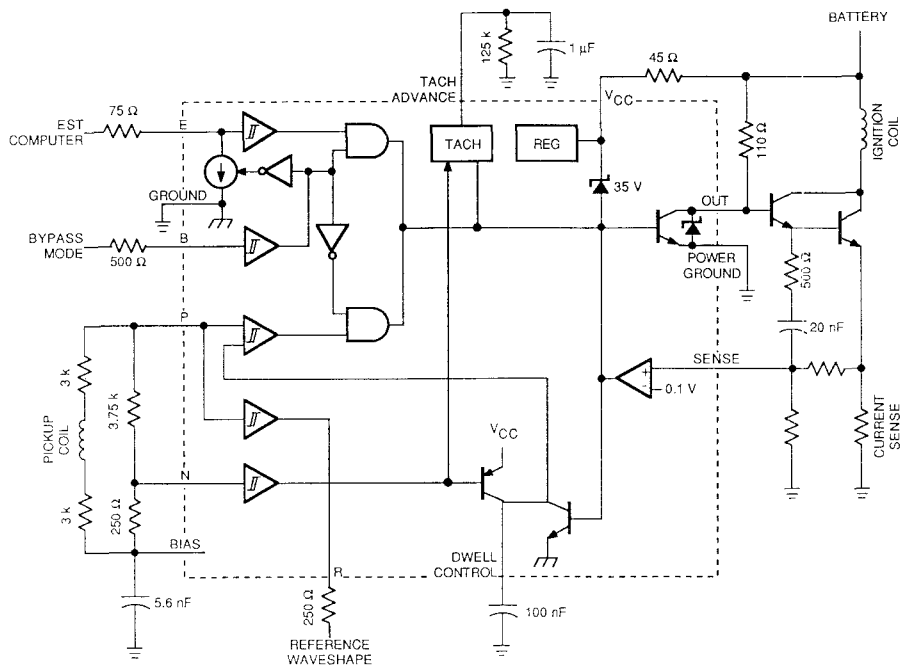 BATTERY
125 k
1 µF
45 Ω
TACH
ADVANCE
VCC
75 Ω
EST
COMPUTER
E
TACH
REG
110 Ω
IGNITION
COIL
35 V
GROUND
OUT
BYPASS
MODE
B
500 Ω
POWER
GROUND
500 Ω
20 nF
P
SENSE
+
-
0.1 V
3 k
3.75 k
PICKUP
COIL
VCC
CURRENT
SENSE
N
3 k
250 Ω
BIAS
DWELL
CONTROL
R
5.6 nF
250 Ω
100 nF
REFERENCE
WAVESHAPE